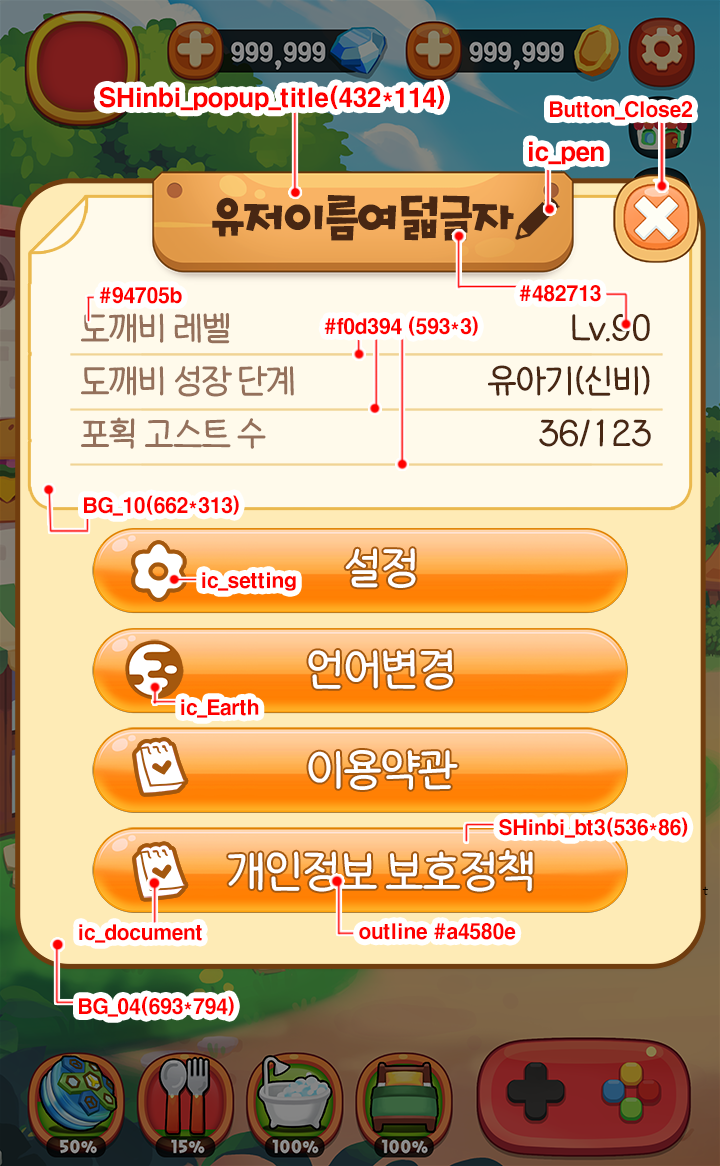 999,999
999,999
SHinbi_popup_title(432*114)
Button_Close2
ic_pen
유저이름여덟글자
#94705b
#482713
도깨비 레벨
#f0d394 (593*3)
Lv.90
도깨비 성장 단계
유아기(신비)
포획 고스트 수
36/123
BG_10(662*313)
설정
ic_setting
언어변경
ic_Earth
이용약관
SHinbi_bt3(536*86)
개인정보 보호정책
ic_document
outline #a4580e
BG_04(693*794)
50%
15%
100%
100%